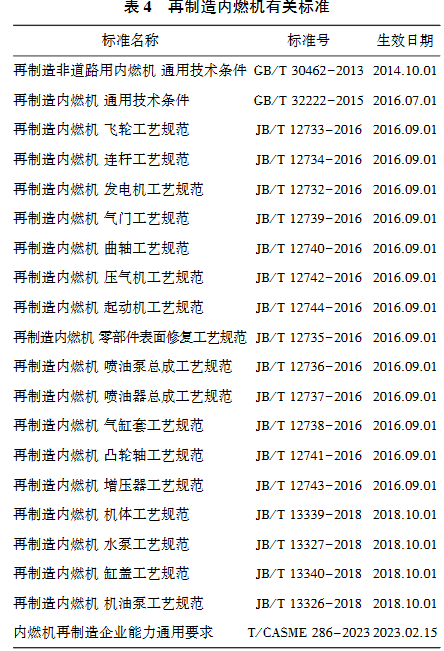 表 4 再制造内燃机有关标准
标准名称 标准号 生效日期
再制造非道路用内燃机 通用技术条件 GB/T 30462-2013 2014.10.01
再制造内燃机 通用技术条件 GB/T 32222-2015 2016.07.01
再制造内燃机 飞轮工艺规范 JB/T 12733-2016 2016.09.01
再制造内燃机 连杆工艺规范 JB/T 12734-2016 2016.09.01
再制造内燃机 发电机工艺规范 JB/T 12732-2016 2016.09.01
再制造内燃机 气门工艺规范 JB/T 12739-2016 2016.09.01
再制造内燃机 曲轴工艺规范 JB/T 12740-2016 2016.09.01
再制造内燃机 压气机工艺规范 JB/T 12742-2016 2016.09.01
再制造内燃机 起动机工艺规范 JB/T 12744-2016 2016.09.01
再制造内燃机 零部件表面修复工艺规范 JB/T 12735-2016 2016.09.01
再制造内燃机 喷油泵总成工艺规范 JB/T 12736-2016 2016.09.01
再制造内燃机 喷油器总成工艺规范 JB/T 12737-2016 2016.09.01
再制造内燃机 气缸套工艺规范 JB/T 12738-2016 2016.09.01
再制造内燃机 凸轮轴工艺规范 JB/T 12741-2016 2016.09.01
再制造内燃机 增压器工艺规范 JB/T 12743-2016 2016.09.01
再制造内燃机 机体工艺规范 JB/T 13339-2018 2018.10.01
再制造内燃机 水泵工艺规范 JB/T 13327-2018 2018.10.01
再制造内燃机 缸盖工艺规范 JB/T 13340-2018 2018.10.01
再制造内燃机 机油泵工艺规范 JB/T 13326-2018 2018.10.01
内燃机再制造企业能力通用要求 T/CASME 286-2023 2023.02.15